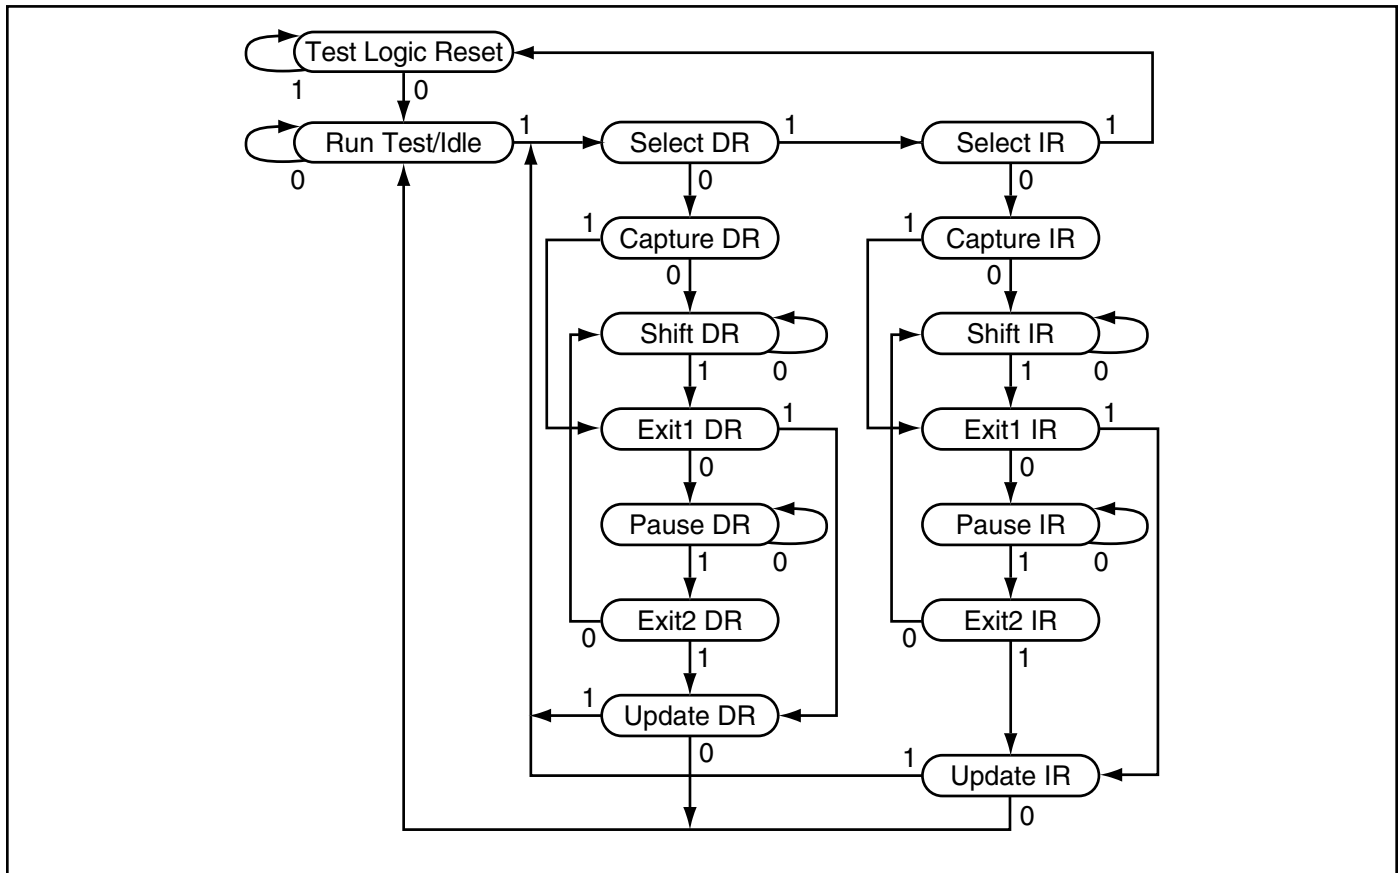 Test Logic Reset
1 0
Run Test/Idle 1 Select DR 1 Select IR 1
0 0 0
1 Capture DR 1 Capture IR
0 0
Shift DR Shift IR
1 0 1 0
Exit1 DR 1 Exit1 IR 1
0 0
Pause DR Pause IR
1 0 1 0
Exit2 DR Exit2 IR
0 1 0 1
1 Update DR
0 1 Update IR
0